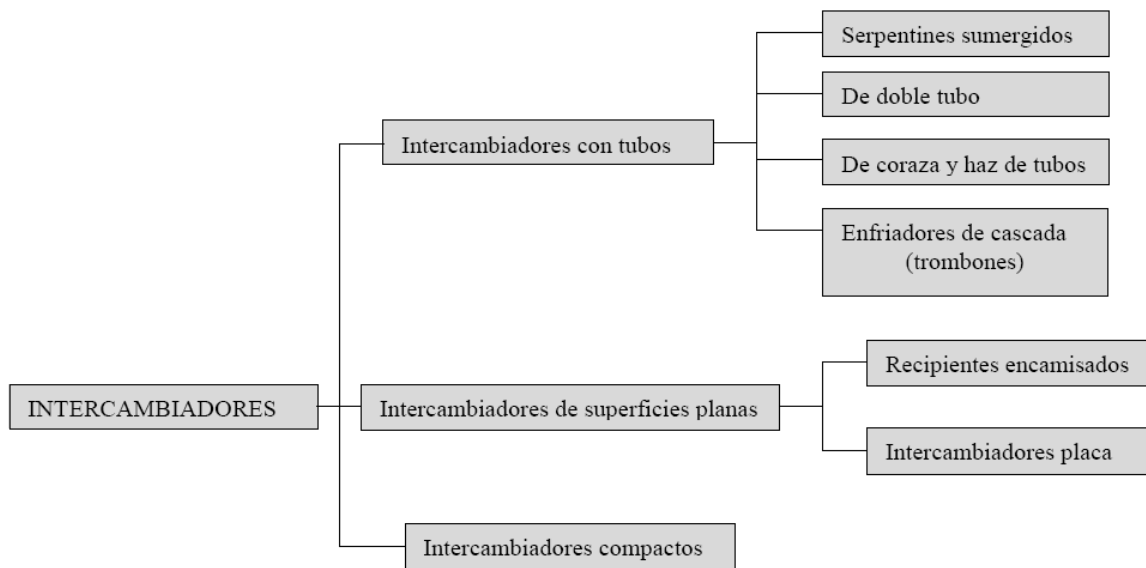 Serpentines sumergidos
De doble tubo
Intercambiadores con tubos
De coraza y haz de tubos
Enfriadores de cascada
(trombones)
Recipientes encamisados
INTERCAMBIADORES
Intercambiadores de superficies planas
Intercambiadores placa
Intercambiadores compactos